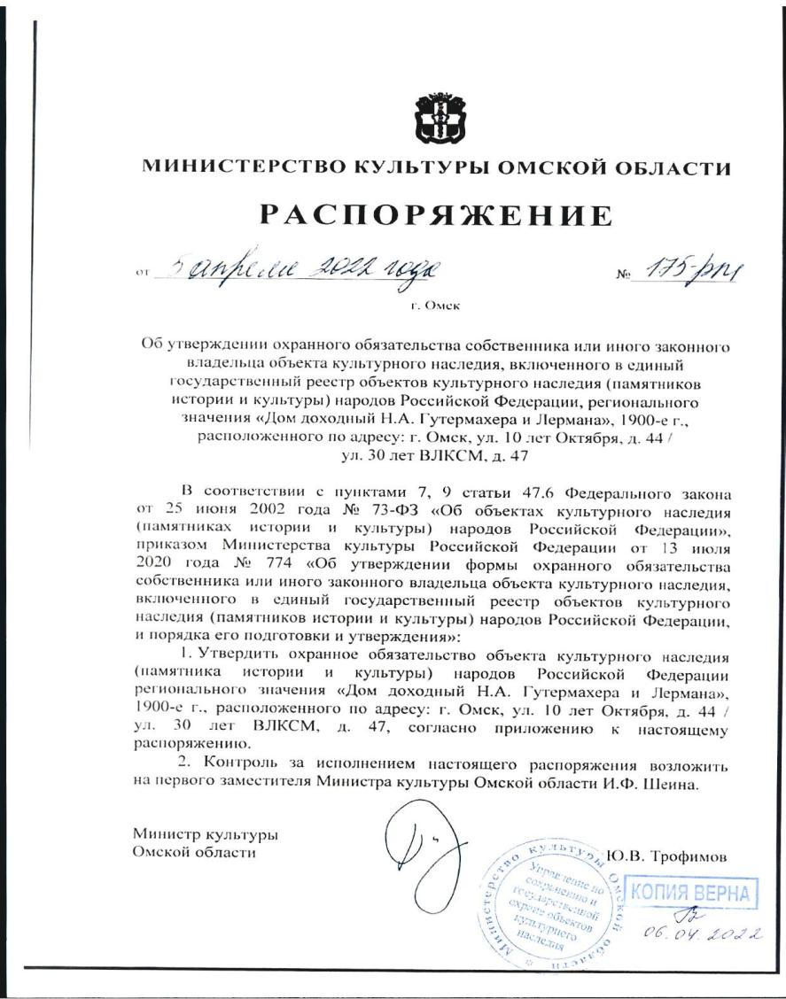 МИНИСТЕРСТВО КУЛЬТУРЫ ОМСКОЙ ОБЛАСТИ
РАСПОРЯЖЕНИЕ
от 5 апреля 2022 года № 175-рм
г. Омск
Об утверждении охранного обязательства собственника или иного законного
владельца объекта культурного наследия, включенного в единый
государственный реестр объектов культурного наследия (памятников
истории и культуры) народов Российской Федерации, регионального
значения «Дом доходный Н.А. Гутермахера и Лермана», 1900-е г.,
расположенного по адресу: г. Омск, ул. 10 лет Октября, д. 44 /
ул. 30 лет ВЛКСМ, д. 47
В соответствии с пунктами 7, 9 статьи 47.6 Федерального закона
от 25 июня 2002 года № 73-ФЗ «Об объектах культурного наследия
(памятниках истории и культуры) народов Российской Федерации»,
приказом Министерства культуры Российской Федерации от 13 июля
2020 года № 774 «Об утверждении формы охранного обязательства
собственника или иного законного владельца объекта культурного наследия,
включенного в единый государственный реестр объектов культурного
наследия (памятников истории и культуры) народов Российской Федерации,
и порядка его подготовки и утверждения»:
1. Утвердить охранное обязательство объекта культурного наследия
(памятника истории и культуры) народов Российской Федерации
регионального значения «Дом доходный Н.А. Гутермахера и Лермана»,
1900-е г., расположенного по адресу: г. Омск, ул. 10 лет Октября, д. 44 /
ул. 30 лет ВЛКСМ, д. 47, согласно приложению к настоящему
распоряжению.
2. Контроль за исполнением настоящего распоряжения возложить
на первого заместителя Министра культуры Омской области И.Ф. Шеина.
Министр культуры
Омской области
Ю.В. Трофимов
Министерство культуры Омской области
Управление по
сохранению и
государственной
охране объектов
культурного
наследия
КОПИЯ ВЕРНА
06.04.2022